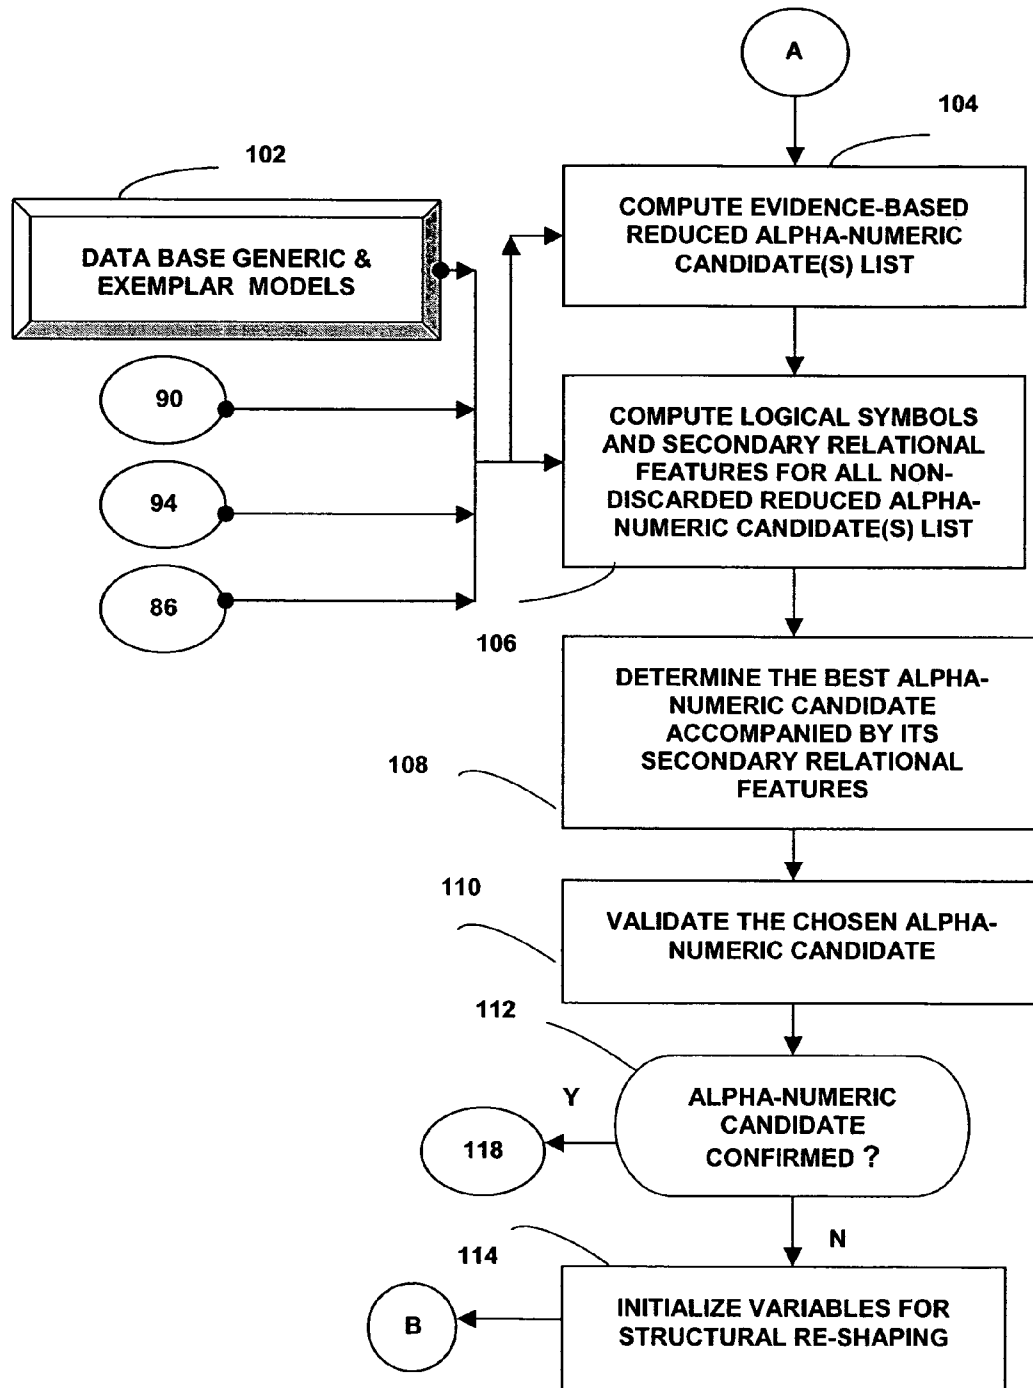 A
104
102
COMPUTE EVIDENCE-BASED
REDUCED ALPHA-NUMERIC
CANDIDATE(S) LIST
DATA BASE GENERIC &
EXEMPLAR MODELS
90
94
86
COMPUTE LOGICAL SYMBOLS
AND SECONDARY RELATIONAL
FEATURES FOR ALL NON-
DISCARDED REDUCED ALPHA-
NUMERIC CANDIDATE(S) LIST
106
DETERMINE THE BEST ALPHA-
NUMERIC CANDIDATE
ACCOMPANIED BY ITS
SECONDARY RELATIONAL
FEATURES
108
110
VALIDATE THE CHOSEN ALPHA-
NUMERIC CANDIDATE
112
ALPHA-NUMERIC
CANDIDATE
CONFIRMED ?
Y
118
N
114
INITIALIZE VARIABLES FOR
STRUCTURAL RE-SHAPING
B